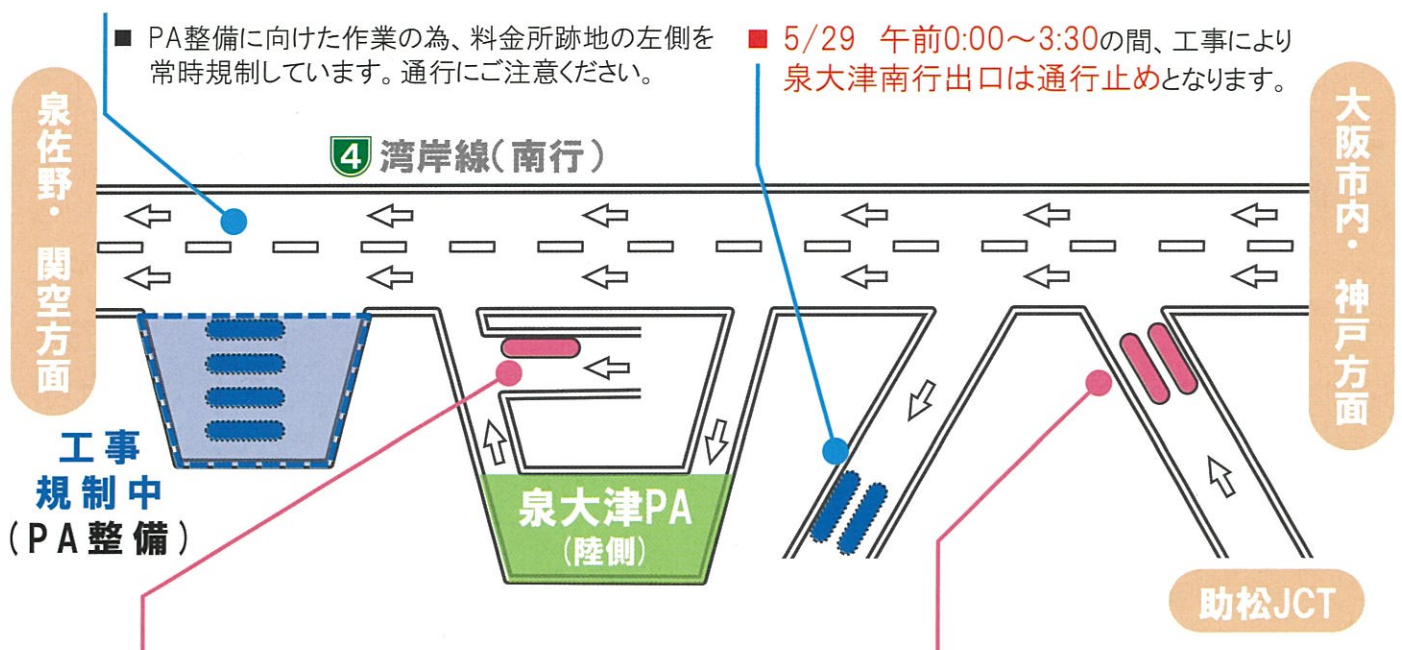 ■ PA整備に向けた作業の為、料金所跡地の左側を
常時規制しています。通行にご注意ください。
■ 5/29 午前0:00～3:30の間、工事により
泉大津南行出口は通行止めとなります。
泉佐野・関空方面
4 湾岸線(南行)
大阪市内・神戸方面
工事
規制中
(PA整備)
泉大津PA
(陸側)
助松JCT